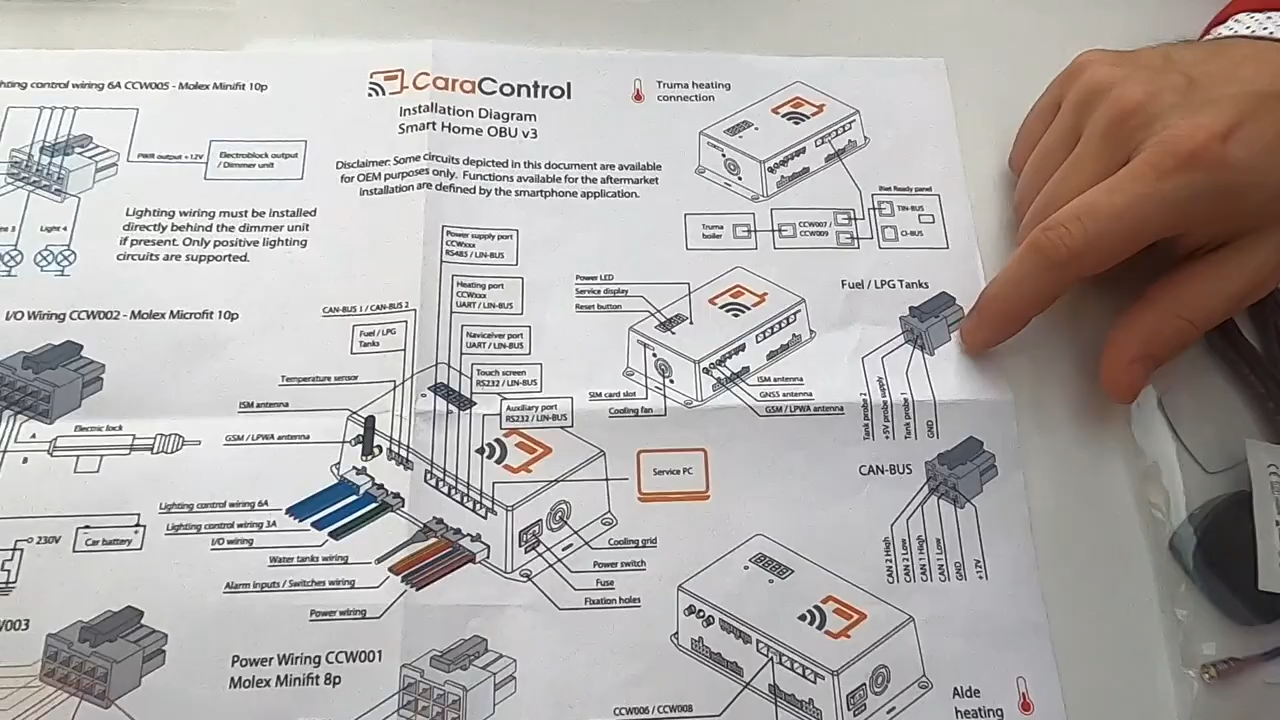 hting control wiring 6A CCW005 - Molex Minifit 10p
PWR output +12V
Electroblock output
/ Dimmer unit
Light 4
Lighting wiring must be installed
directly behind the dimmer unit
if present. Only positive lighting
circuits are supported.
CaraControl
Installation Diagram
Smart Home OBU v3
Disclaimer: Some circuits depicted in this document are available
for OEM purposes only. Functions available for the aftermarket
installation are defined by the smartphone application.
Truma heating
connection
iNet Ready panel
TIN-BUS
CI-BUS
Truma
boiler
CCW007 /
CCW009
I/O Wiring CCW002 - Molex Microfit 10p
A
B
Electric lock
Power supply port
CCWxxx
RS485 / LIN-BUS
Heating port
CCWxxx
UART / LIN-BUS
CAN-BUS 1 / CAN-BUS 2
Fuel / LPG
Tanks
Naviceiver port
UART / LIN-BUS
Touch screen
RS232 / LIN-BUS
Auxiliary port
RS232 / LIN-BUS
Temperature sensor
ISM antenna
GSM / LPWA antenna
Power LED
Service display
Reset button
SIM card slot
Cooling fan
ISM antenna
GNSS antenna
GSM / LPWA antenna
Fuel / LPG Tanks
Tank probe 2
+5V probe supply
Tank probe 1
GND
Service PC
CAN-BUS
CAN 2 High
CAN 2 Low
CAN 1 High
CAN 1 Low
GND
+12V
Lighting control wiring 6A
Lighting control wiring 3A
I/O wiring
Water tanks wiring
Alarm inputs / Switches wiring
Power wiring
Cooling grid
Power switch
Fuse
Fixation holes
230V
Car battery
W003
Power Wiring CCW001
Molex Minifit 8p
CCW006 / CCW008
Alde
heating